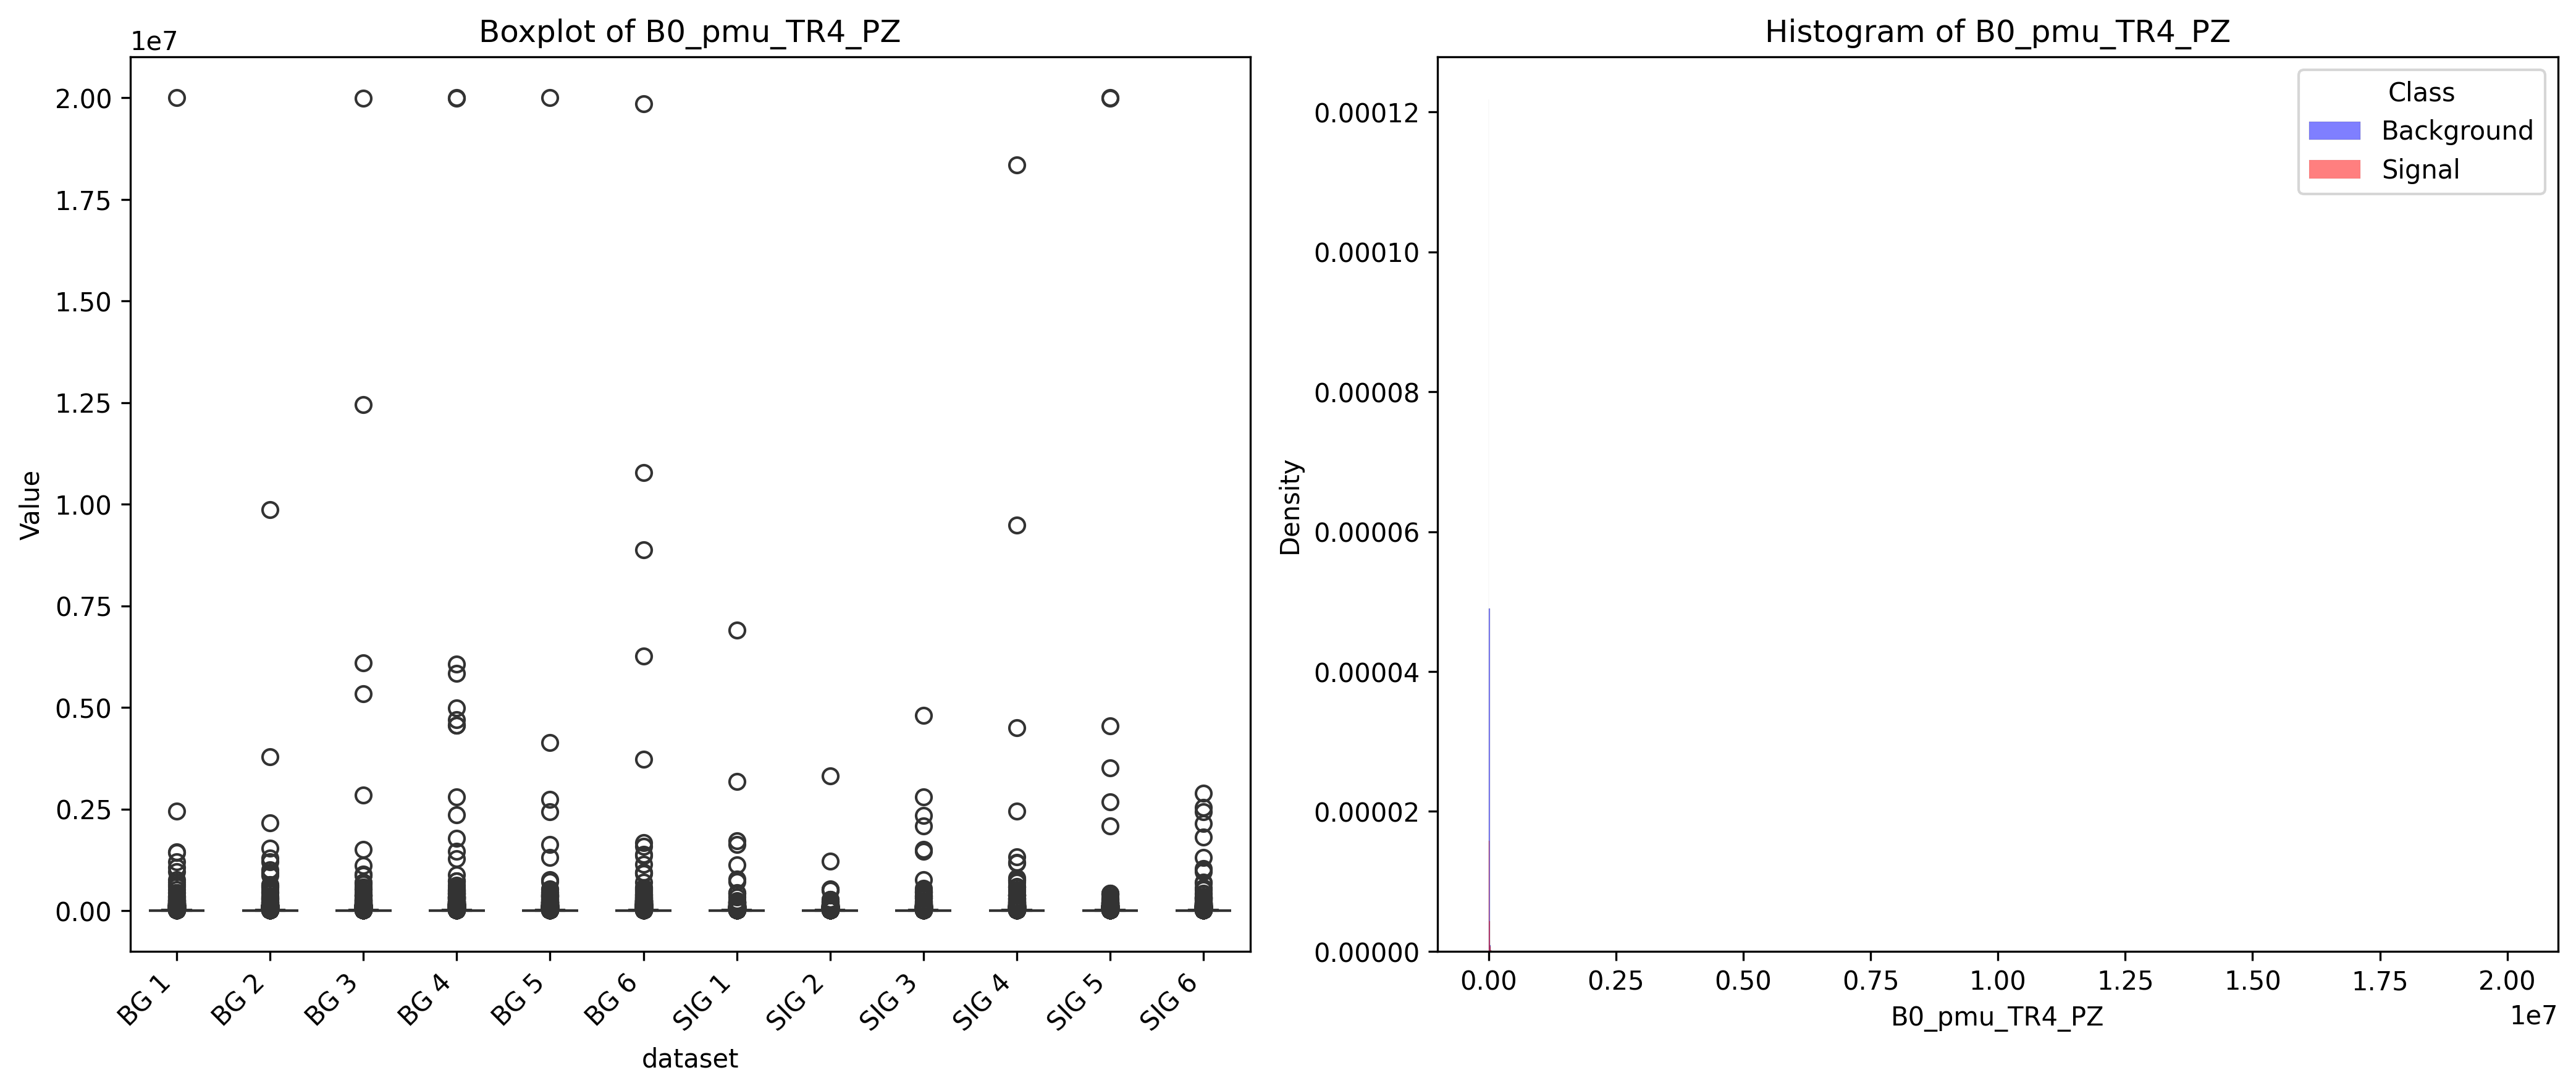 Boxplot of B0_pmu_TR4_PZ
1e7
2.00
1.75
1.50
1.25
1.00
0.75
0.50
0.25
0.00
Value
BG 1
BG 2
BG 3
BG 4
BG 5
BG 6
SIG 1
SIG 2
SIG 3
SIG 4
SIG 5
SIG 6
dataset
Histogram of B0_pmu_TR4_PZ
Class
Background
Signal
0.00012
0.00010
0.00008
0.00006
0.00004
0.00002
0.00000
Density
0.00 0.25 0.50 0.75 1.00 1.25 1.50 1.75 2.00
1e7
B0_pmu_TR4_PZ